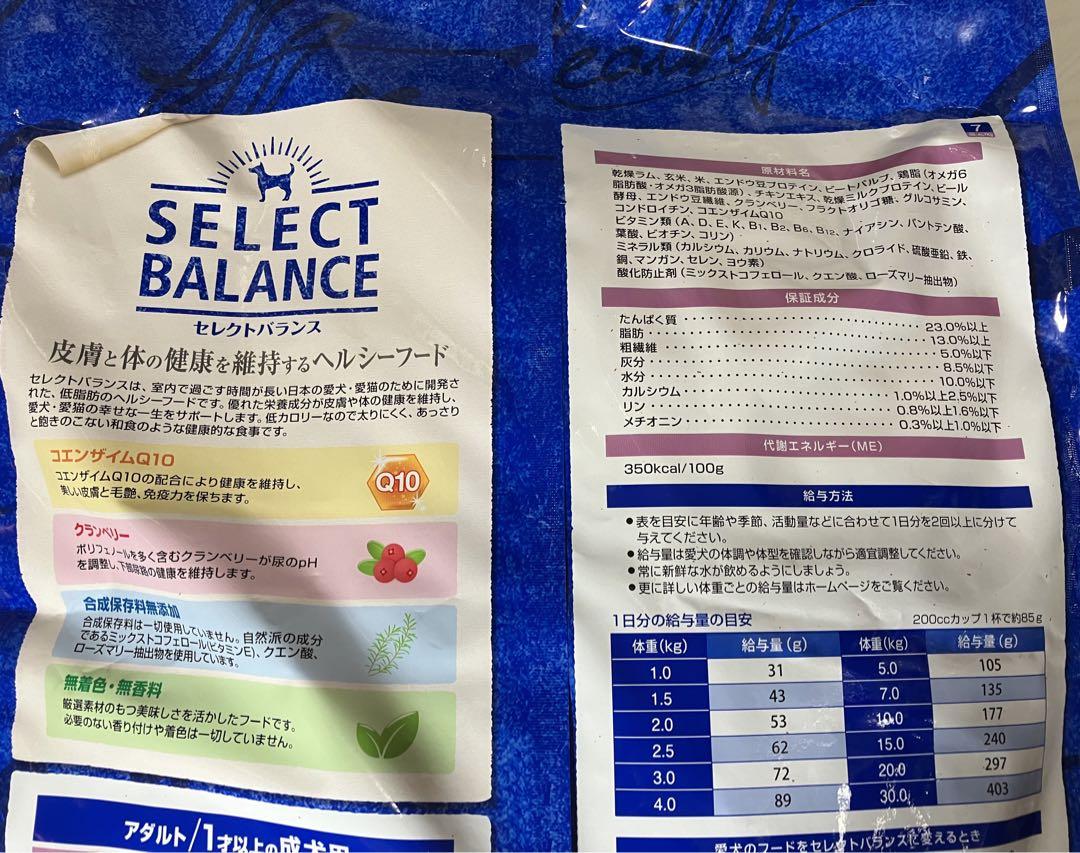 SELECT
BALANCE
セレクトバランス
皮膚と体の健康を維持するヘルシーフード
セレクトバランスは、室内で過ごす時間が長い日本の愛犬・愛猫のために開発さ
れた、低脂肪のヘルシーフードです。優れた栄養成分が皮膚や体の健康を維持し、
愛犬・愛猫の幸せな一生をサポートします。低カロリーなので太りにくく、あっさり
と飽きのこない和食のような健康的な食事です。
コエンザイムQ10
コエンザイムQ10の配合により健康を維持し、
美しい皮膚と毛艶、免疫力を保ちます。
Q10
クランベリー
ポリフェノールを多く含むクランベリーが尿のpH
を調整し、下部尿路の健康を維持します。
合成保存料無添加
合成保存料は一切使用していません。自然派の成分
であるミックストコフェロール(ビタミンE)、クエン酸、
ローズマリー抽出物を使用しています。
無着色・無香料
厳選素材のもつ美味しさを活かしたフードです。
必要のない香り付けや着色は一切していません。
アダルト/1才以上の成犬用
ealthy
7
原材料名
乾燥ラム、玄米、米、エンドウ豆プロテイン、ビートパルプ、鶏脂(オメガ6
脂肪酸・オメガ3脂肪酸源)、チキンエキス、乾燥ミルクプロテイン、ビール
酵母、エンドウ豆繊維、クランベリー、フラクトオリゴ糖、グルコサミン、
コンドロイチン、コエンザイムQ10
ビタミン類(A、D、E、K、B1、B2、B6、B12、ナイアシン、パントテン酸、
葉酸、ビオチン、コリン)
ミネラル類(カルシウム、カリウム、ナトリウム、クロライド、硫酸亜鉛、鉄、
銅、マンガン、セレン、ヨウ素)
酸化防止剤(ミックストコフェロール、クエン酸、ローズマリー抽出物)
保証成分
たんぱく質 23.0%以上
脂肪 13.0%以上
粗繊維 5.0%以下
灰分 8.5%以下
水分 10.0%以下
カルシウム 1.0%以上2.5%以下
リン 0.8%以上1.6%以下
メチオニン 0.3%以上1.0%以下
代謝エネルギー(ME)
350kcal/100g
給与方法
●表を目安に年齢や季節、活動量などに合わせて1日分を2回以上に分けて
与えてください。
●給与量は愛犬の体調や体型を確認しながら適宜調整してください。
●常に新鮮な水が飲めるようにしましょう。
●更に詳しい体重ごとの給与量はホームページをご覧ください。
1日分の給与量の目安 200ccカップ1杯で約85g
体重(kg) 給与量(g) 体重(kg) 給与量(g)
1.0 31 5.0 105
1.5 43 7.0 135
2.0 53 10.0 177
2.5 62 15.0 240
3.0 72 20.0 297
4.0 89 30.0 403
愛犬のフードをセレクトバランスに変えるとき